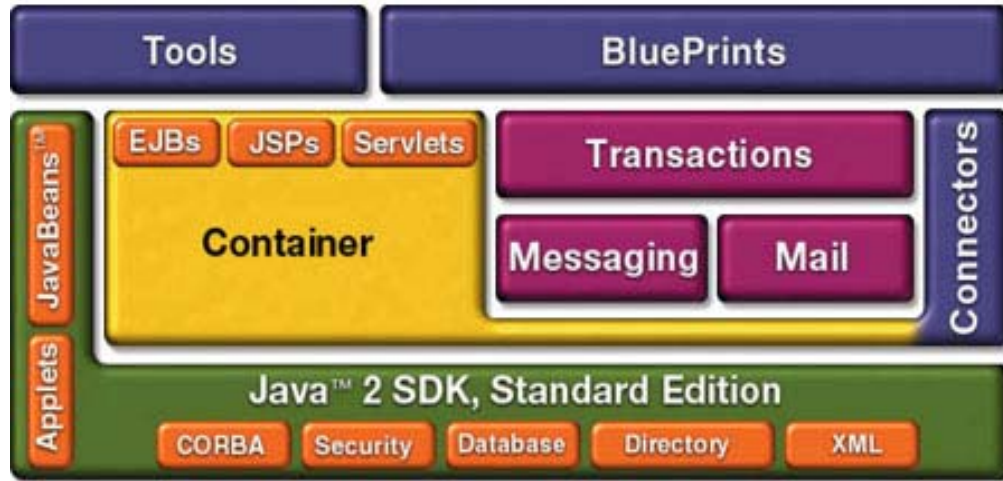 Tools
BluePrints
JavaBeans™
EJBs
JSPs
Servlets
Container
Transactions
Messaging
Mail
Connectors
Applets
Java™ 2 SDK, Standard Edition
CORBA
Security
Database
Directory
XML